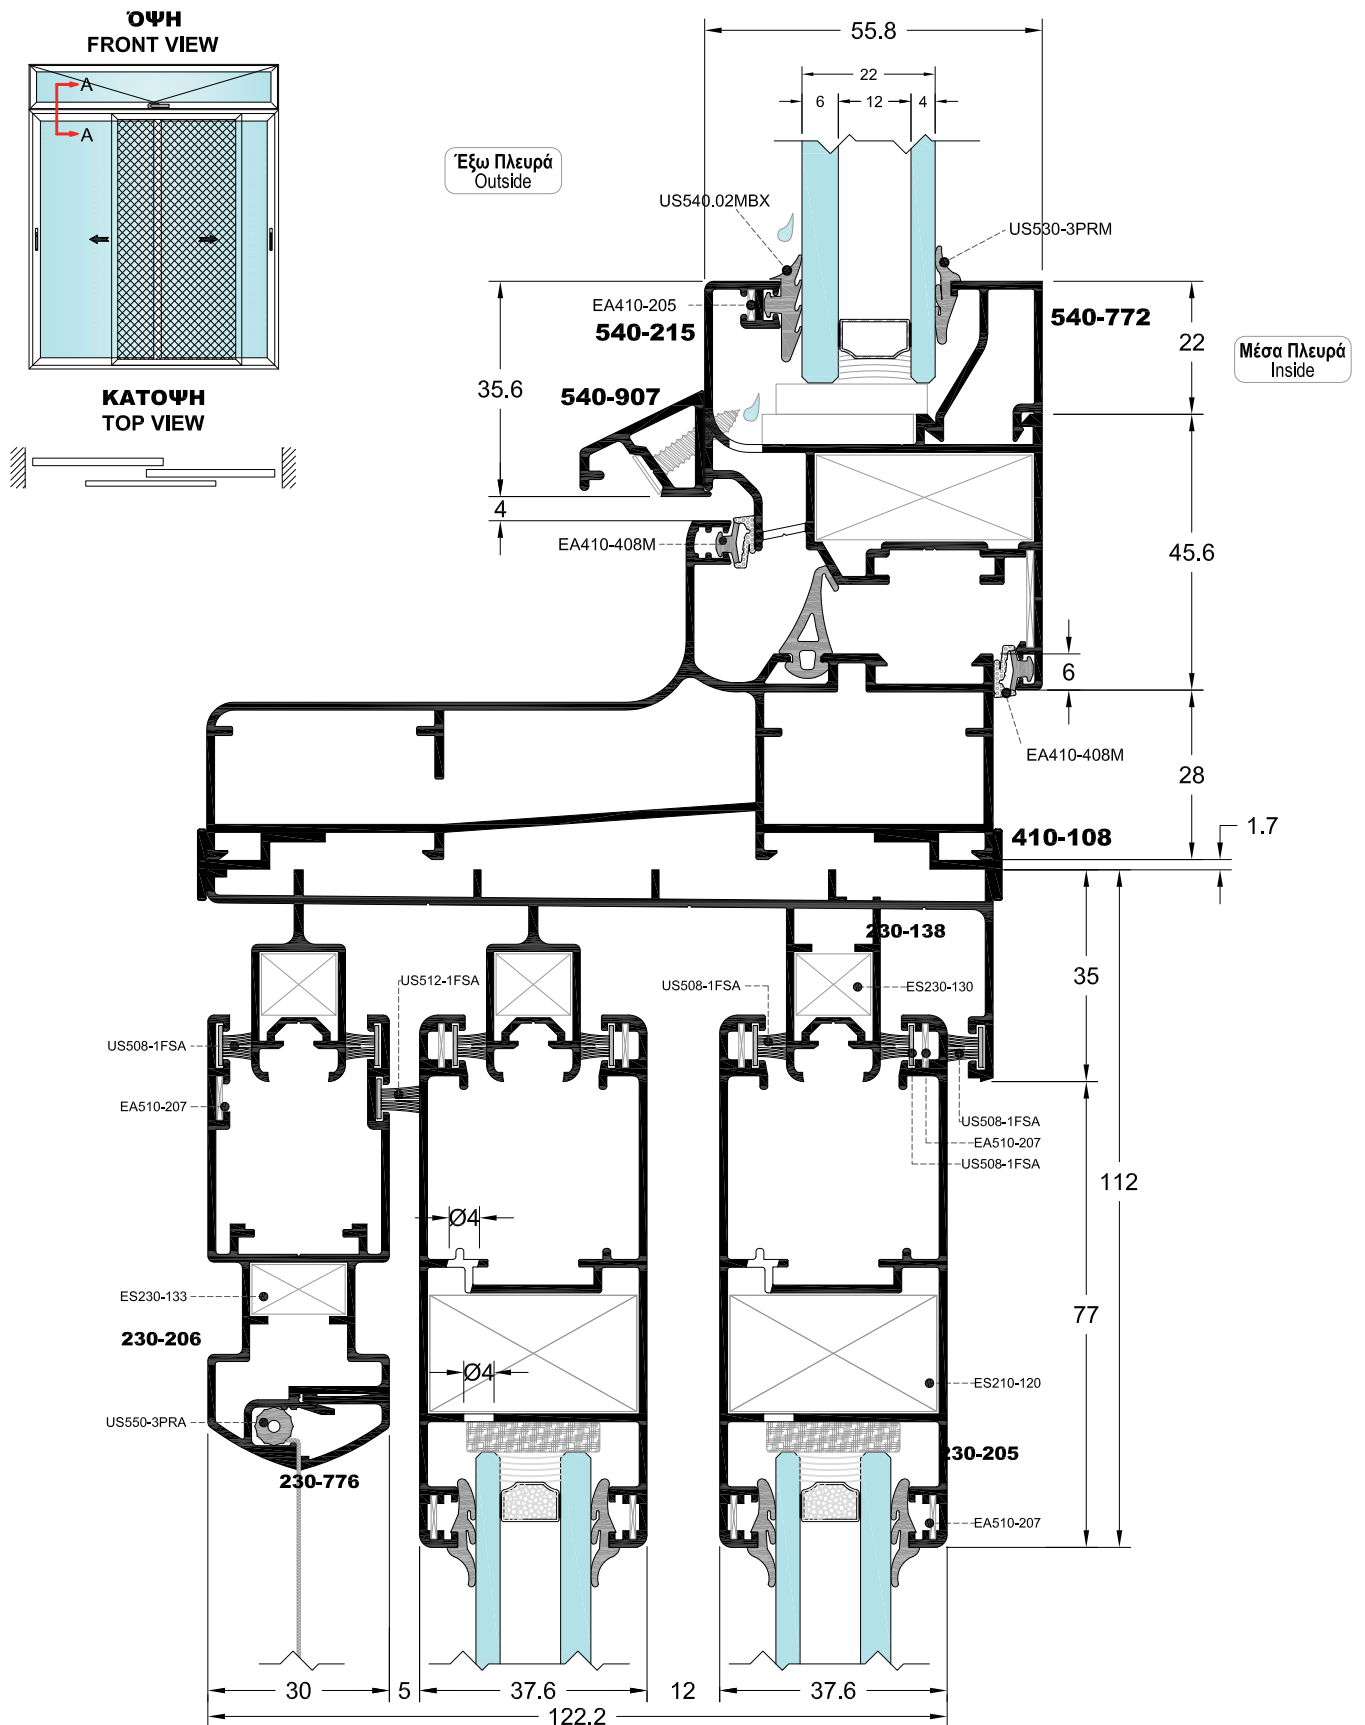 ΌΨΗ
FRONT VIEW
A
A
ΚΑΤΟΨΗ
TOP VIEW
Έξω Πλευρά
Outside
55.8
22
6
12
4
US540.02MBX
US530-3PRM
EA410-205
540-215
540-772
22
Μέσα Πλευρά
Inside
35.6
540-907
4
EA410-408M
45.6
6
EA410-408M
28
410-108
1.7
230-138
35
US512-1FSA
US508-1FSA
ES230-130
US508-1FSA
EA510-207
US508-1FSA
EA510-207
US508-1FSA
112
Ø4
ES230-133
230-206
77
Ø4
ES210-120
US550-3PRA
230-776
230-205
EA510-207
30
5
37.6
12
37.6
122.2